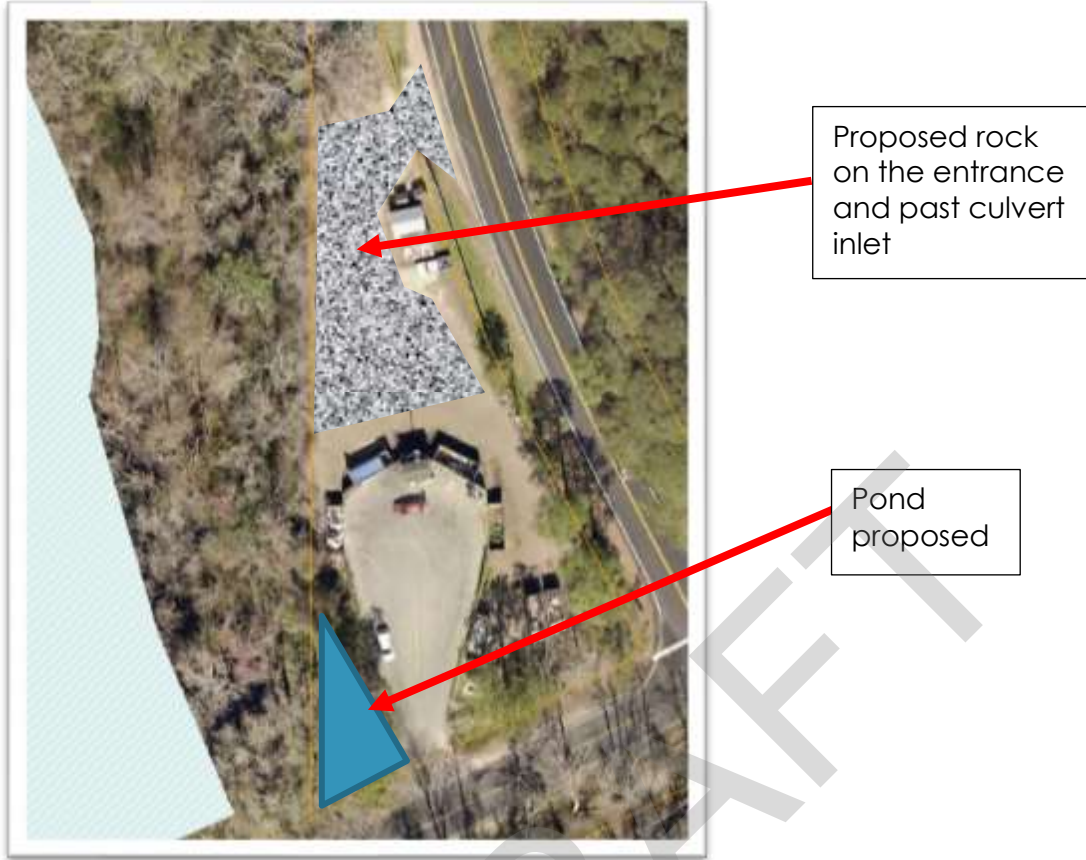 Proposed rock
on the entrance
and past culvert
inlet
Pond
proposed
DRAFT